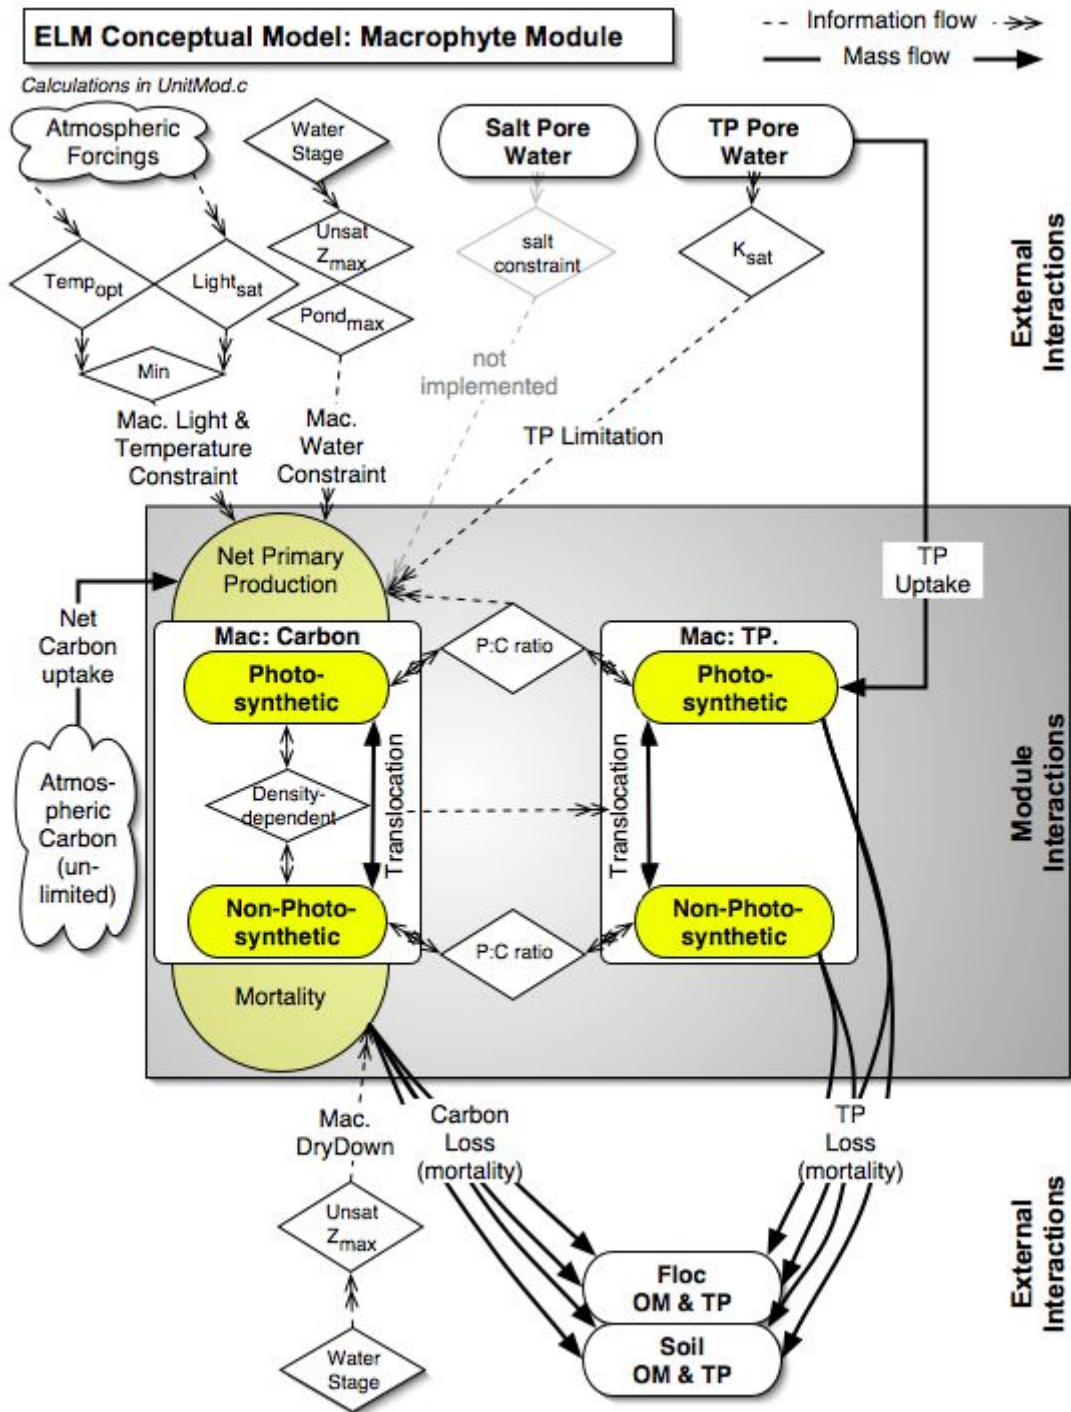 ELM Conceptual Model: Macrophyte Module
Information flow
Mass flow
Calculations in UnitMod.c
Atmospheric
Forcings
Water
Stage
Salt Pore
Water
TP Pore
Water
Tempopt
Lightsat
Unsat
Zmax
Pondmax
salt
constraint
Ksat
External
Interactions
Min
Mac. Light &
Temperature
Constraint
Mac.
Water
Constraint
not
implemented
TP Limitation
Net Primary
Production
TP
Uptake
Net
Carbon
uptake
Mac: Carbon
P:C ratio
Mac: TP.
Photo-
synthetic
Photo-
synthetic
Atmos-
pheric
Carbon
(un-
limited)
Density-
dependent
Translocation
Translocation
Module
Interactions
Non-Photo-
synthetic
P:C ratio
Non-Photo-
synthetic
Mortality
Mac.
DryDown
Carbon
Loss
(mortality)
TP
Loss
(mortality)
Unsat
Zmax
External
Interactions
Floc
OM & TP
Soil
OM & TP
Water
Stage